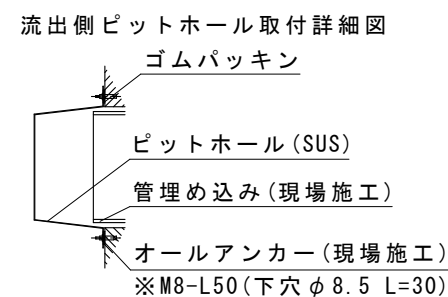 流出側ピットホール取付詳細図
ゴムパッキン
ピットホール(SUS)
管埋め込み(現場施工)
オールアンカー(現場施工)
※M8-L50(下穴φ8.5 L=30)